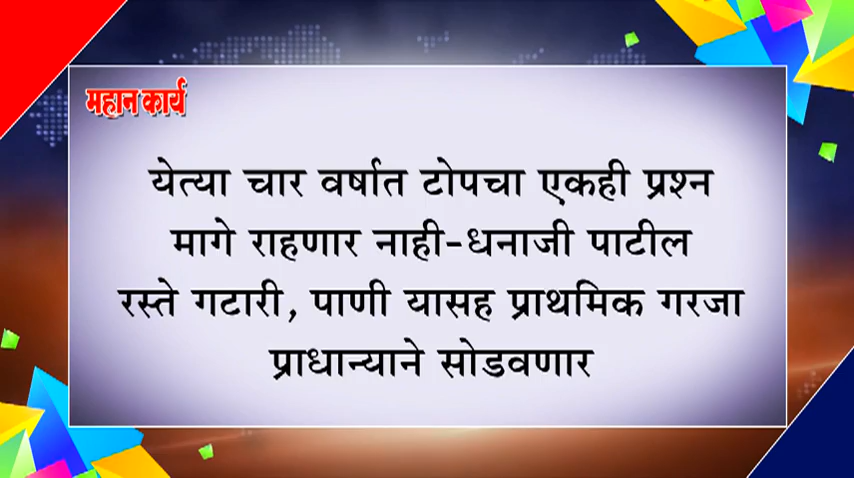 महान कार्य
येत्या चार वर्षात टोपचा एकही प्रश्न
मागे राहणार नाही-धनाजी पाटील
रस्ते गटारी, पाणी यासह प्राथमिक गरजा
प्राधान्याने सोडवणार